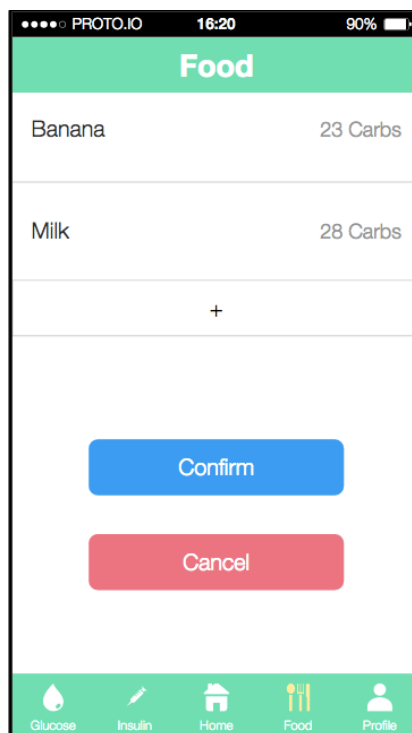 PROTO.IO 16:20 90%
Food
Banana 23 Carbs
Milk 28 Carbs
+
Confirm
Cancel
Glucose Insulin Home Food Profile